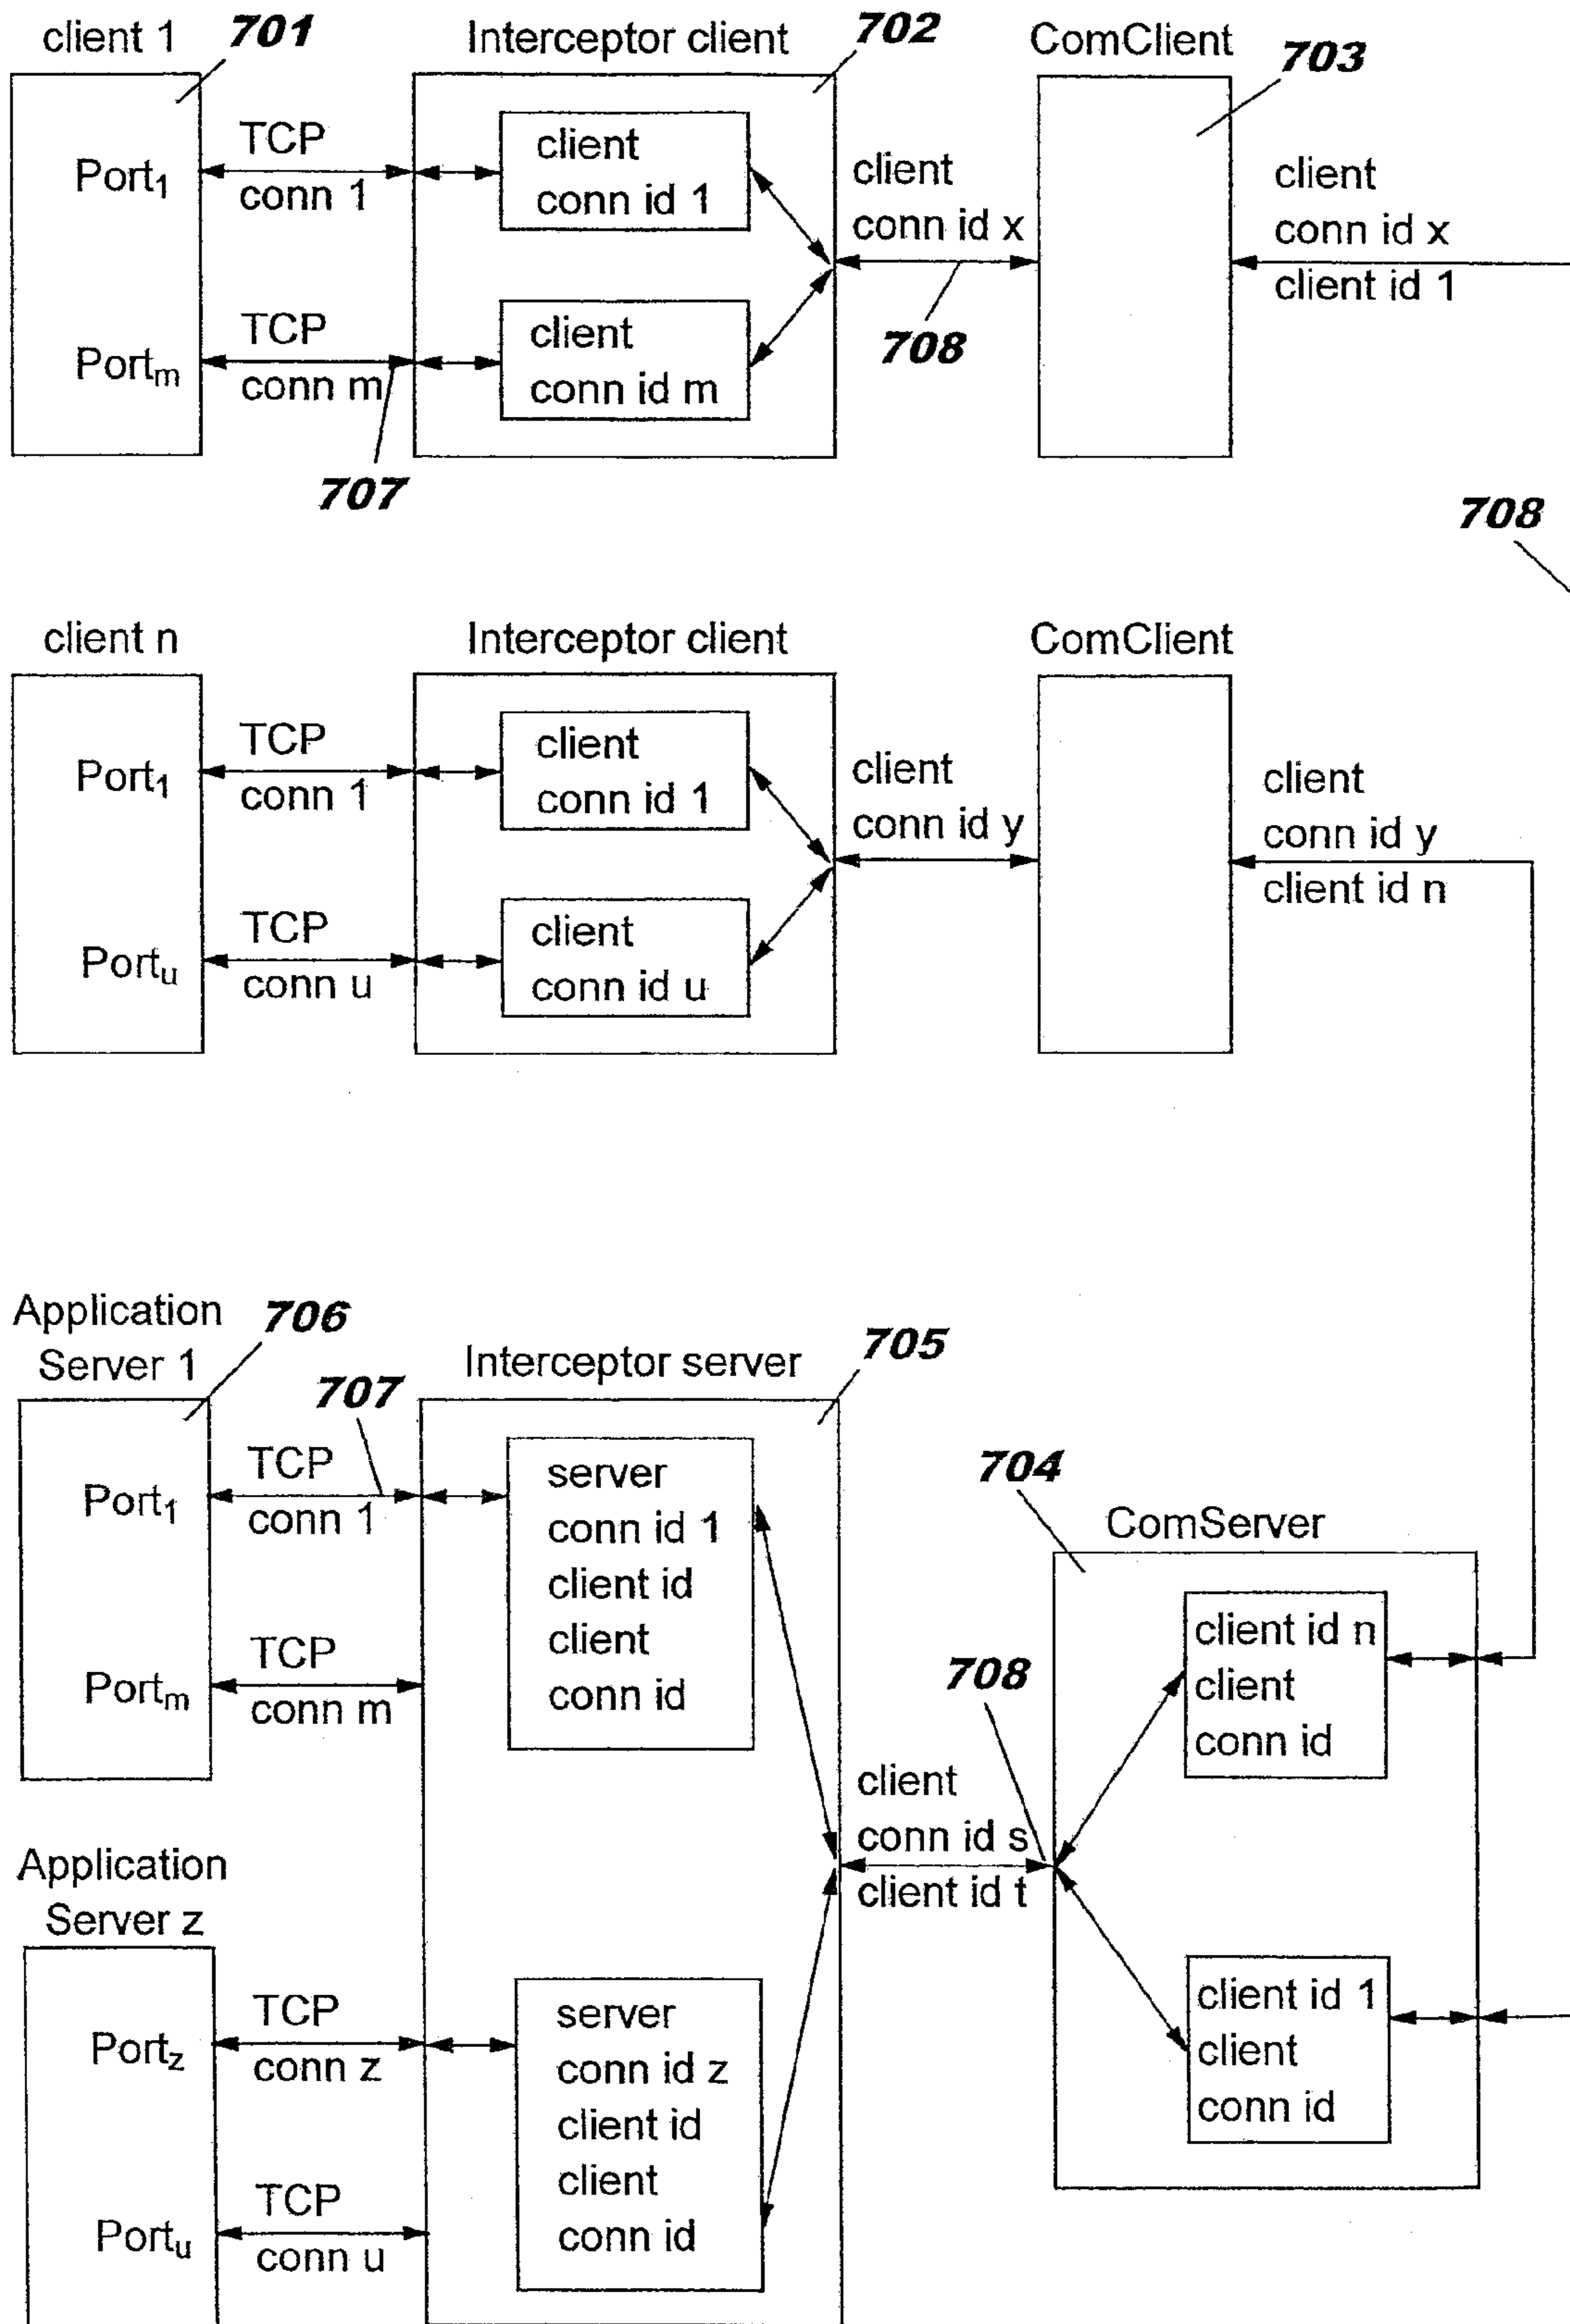 client 1 701 Interceptor client 702 ComClient 703
Port1
TCP
conn 1
client
conn id 1
client
conn id x
708
client
conn id x
client id 1
Portm
TCP
conn m
707
client
conn id m
708
client n Interceptor client ComClient
Port1
TCP
conn 1
client
conn id 1
client
conn id y
client
conn id y
client id n
Portu
TCP
conn u
client
conn id u
Application
Server 1
706
Interceptor server
705
707
Port1
TCP
conn 1
server
conn id 1
client id
client
conn id
Portm
TCP
conn m
704
ComServer
708
client id n
client
conn id
client
conn id s
client id t
Application
Server z
Portz
TCP
conn z
server
conn id z
client id
client
conn id
client id 1
client
conn id
Portu
TCP
conn u